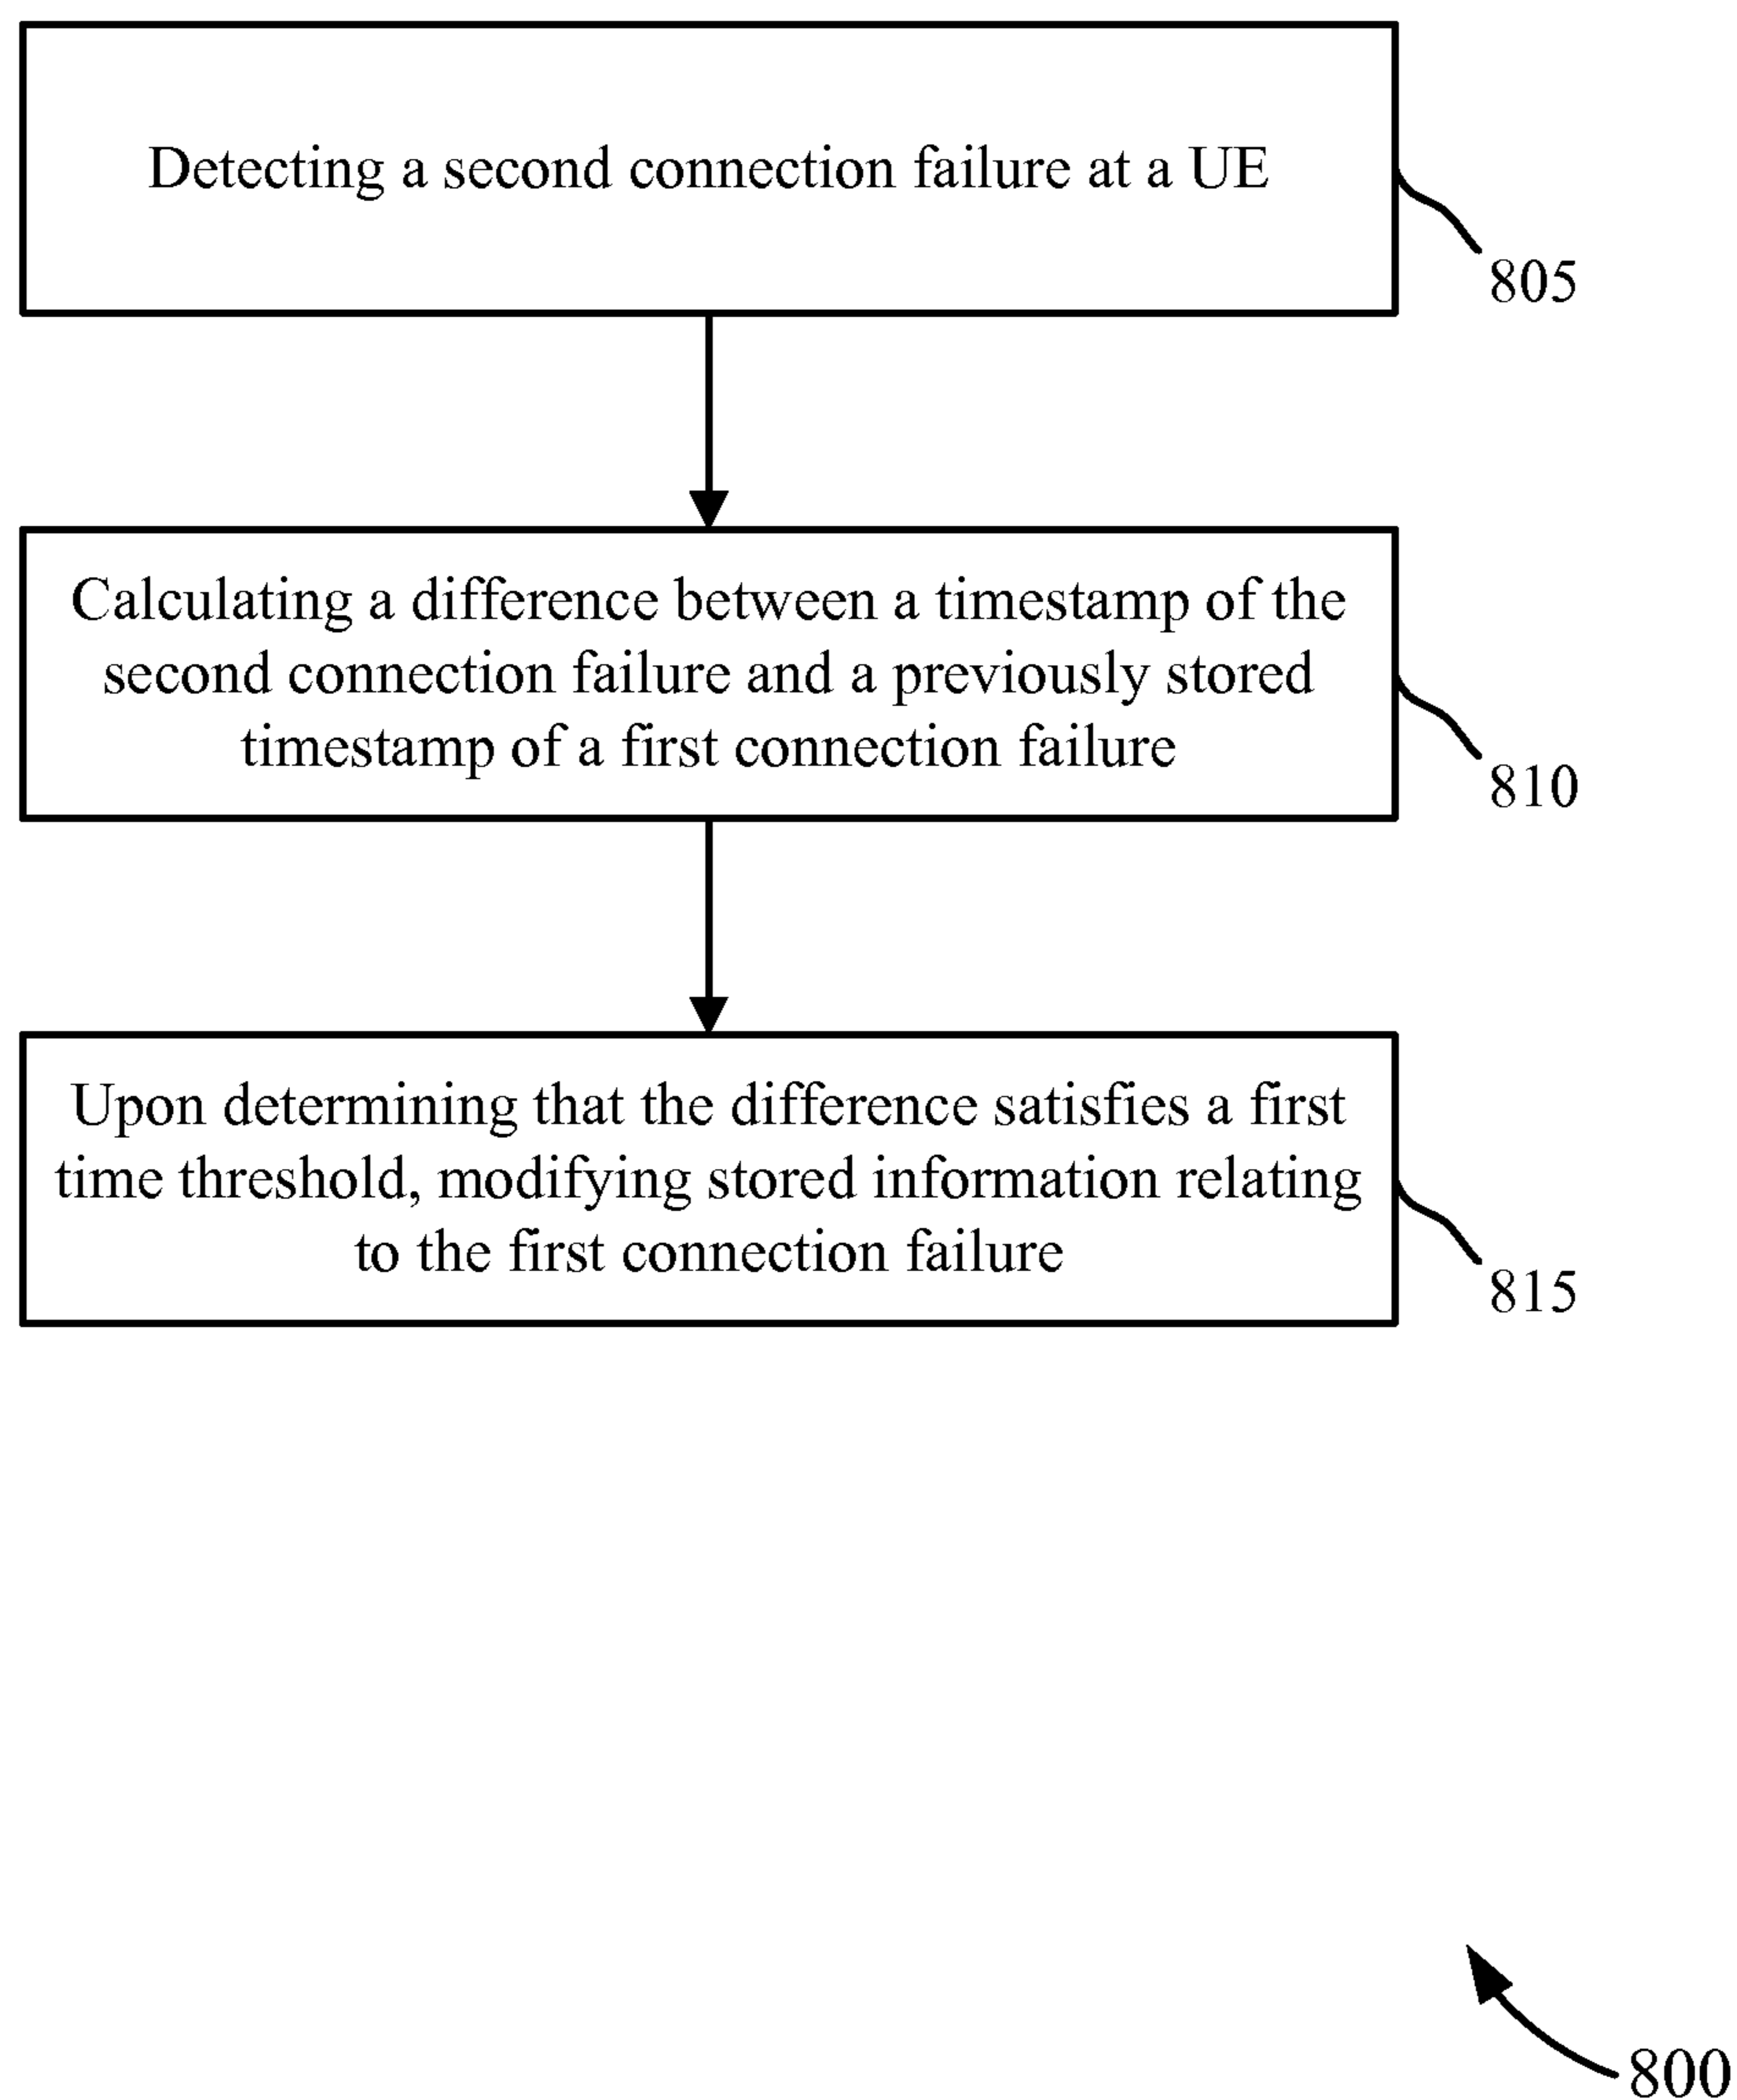 Detecting a second connection failure at a UE
805
Calculating a difference between a timestamp of the
second connection failure and a previously stored
timestamp of a first connection failure
810
Upon determining that the difference satisfies a first
time threshold, modifying stored information relating
to the first connection failure
815
800